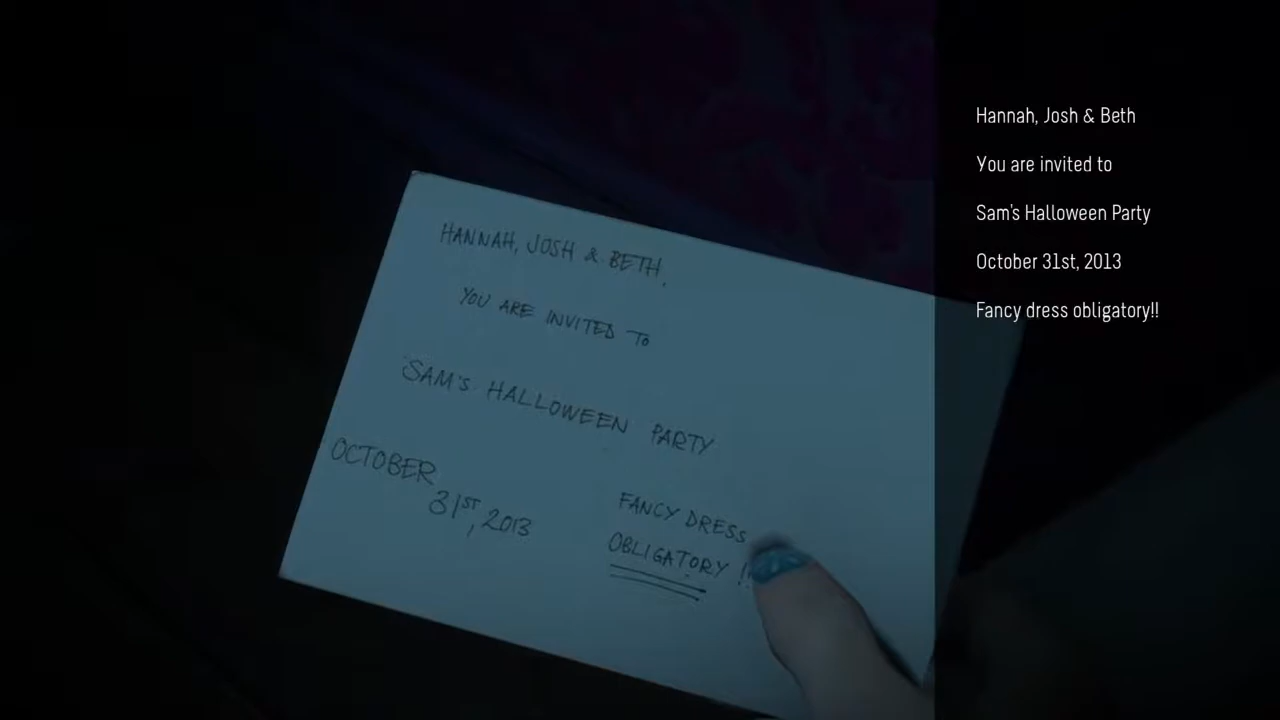 HANNAH, JOSH & BETH,
YOU ARE INVITED TO
SAM'S HALLOWEEN PARTY
OCTOBER
31ST, 2013
FANCY DRESS
OBLIGATORY !!
Hannah, Josh & Beth
You are invited to
Sam's Halloween Party
October 31st, 2013
Fancy dress obligatory!!